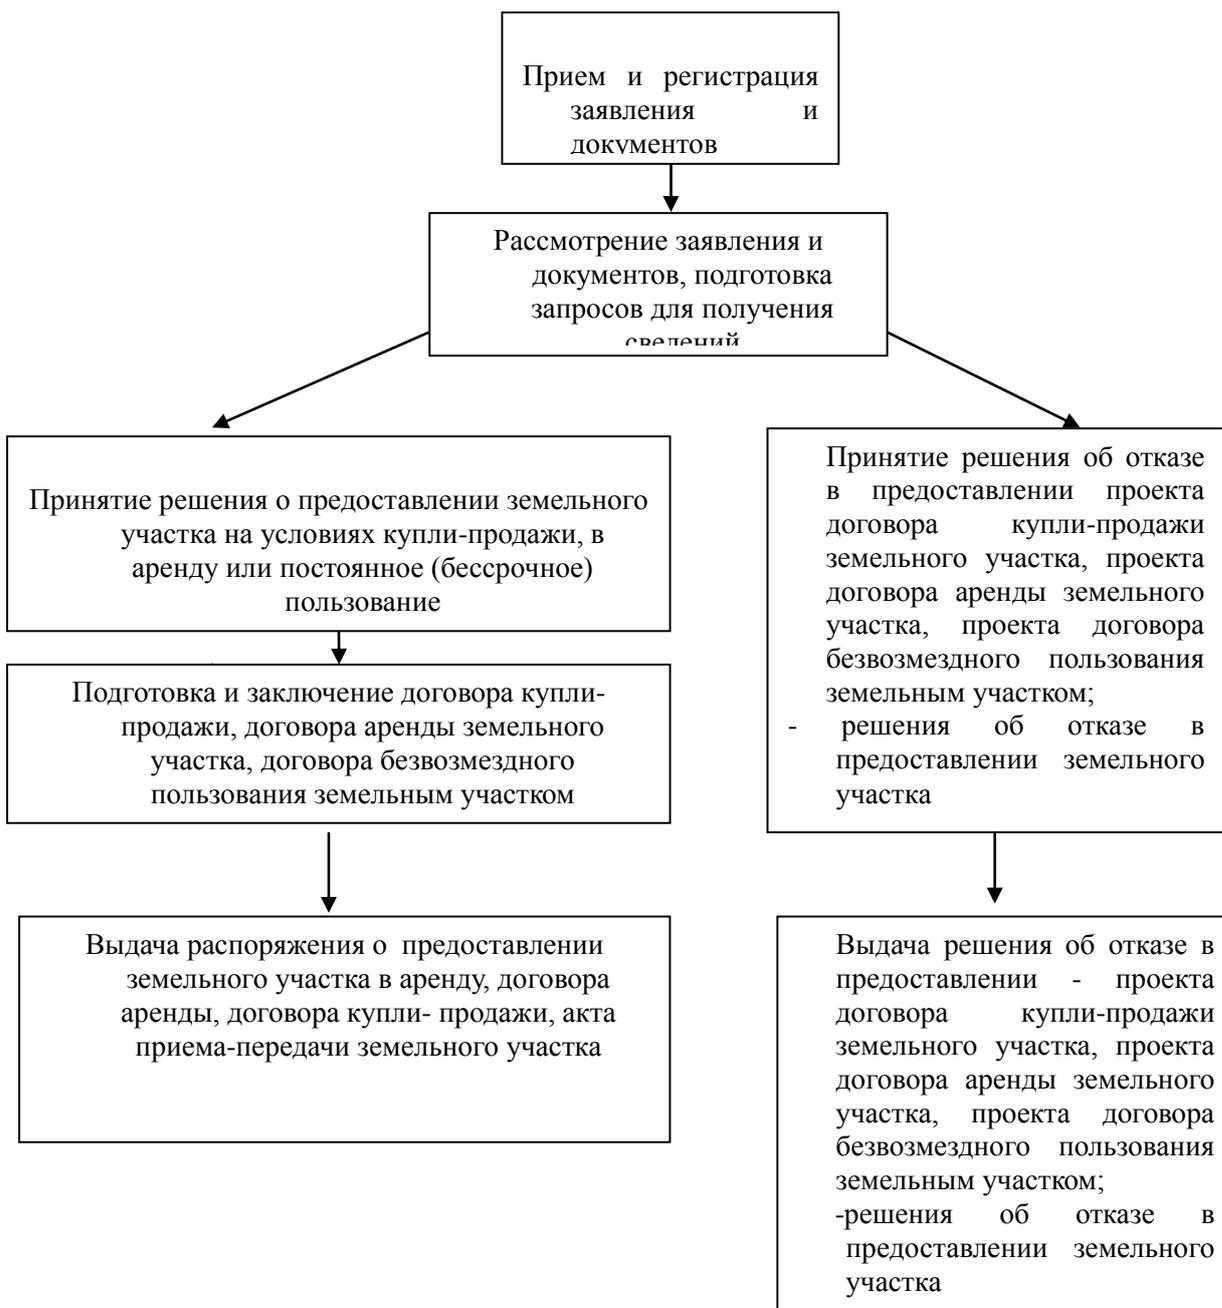 Прием и регистрация
заявления и
документов
Рассмотрение заявления и
документов, подготовка
запросов для получения
сведений
Принятие решения о предоставлении земельного
участка на условиях купли-продажи, в
аренду или постоянное (бессрочное)
пользование
Подготовка и заключение договора купли-
продажи, договора аренды земельного
участка, договора безвозмездного
пользования земельным участком
Выдача распоряжения о предоставлении
земельного участка в аренду, договора
аренды, договора купли- продажи, акта
приема-передачи земельного участка
Принятие решения об отказе
в предоставлении проекта
договора купли-продажи
земельного участка, проекта
договора аренды земельного
участка, проекта договора
безвозмездного пользования
земельным участком;
- решения об отказе в
предоставлении земельного
участка
Выдача решения об отказе в
предоставлении - проекта
договора купли-продажи
земельного участка, проекта
договора аренды земельного
участка, проекта договора
безвозмездного пользования
земельным участком;
-решения об отказе в
предоставлении земельного
участка